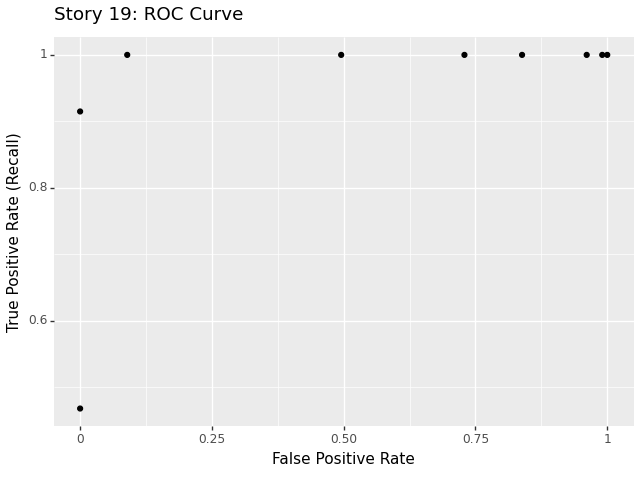 Story 19: ROC Curve
True Positive Rate (Recall)
1
0.8
0.6
0
0.25
0.50
0.75
1
False Positive Rate